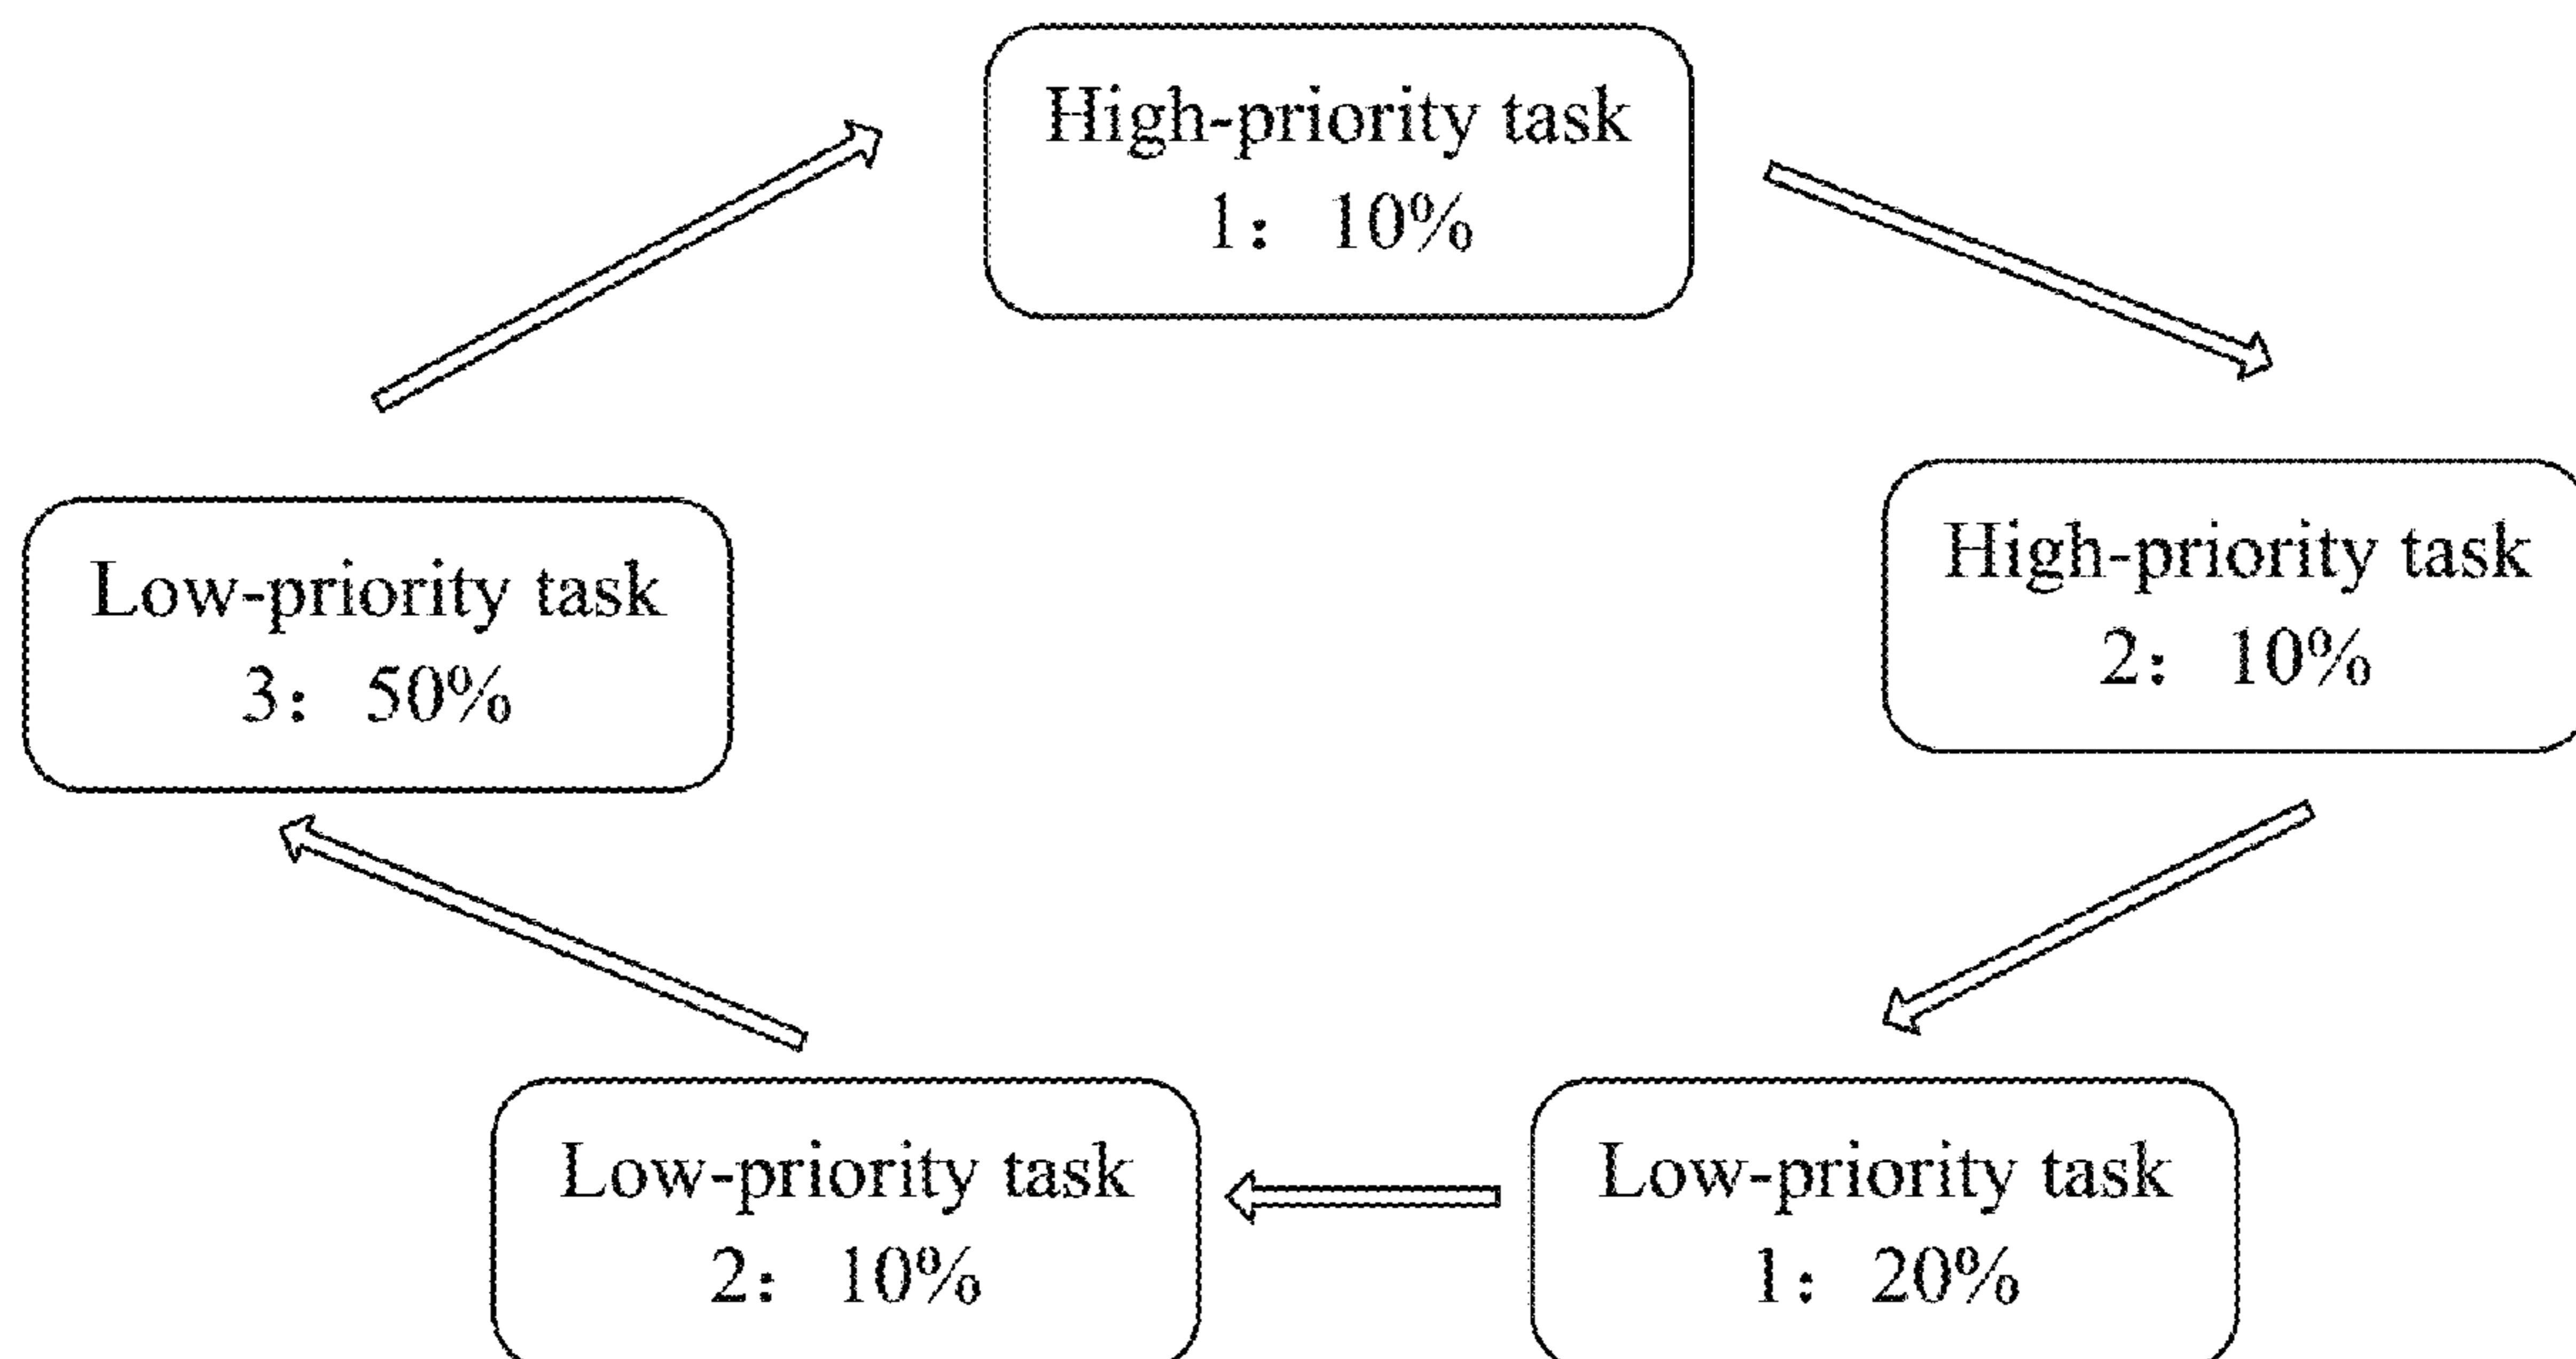 High-priority task
1： 10%
High-priority task
2： 10%
Low-priority task
3： 50%
Low-priority task
2： 10%
Low-priority task
1： 20%